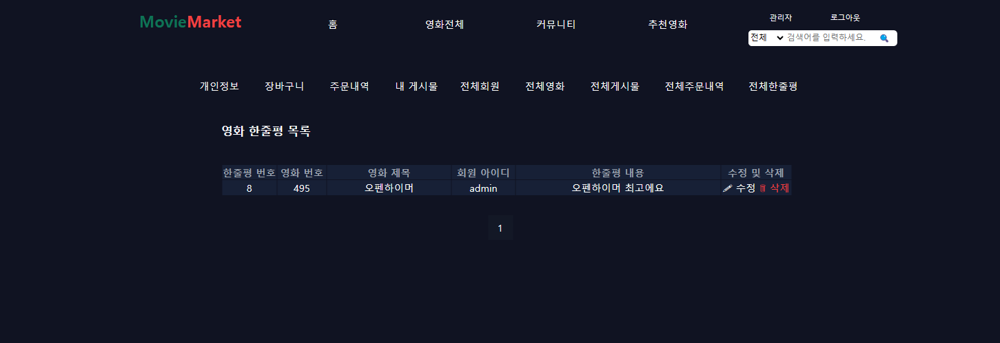 MovieMarket 홈 영화전체 커뮤니티 추천영화 관리자 로그아웃
전체 검색어를 입력하세요.
개인정보 장바구니 주문내역 내 게시물 전체회원 전체영화 전체게시물 전체주문내역 전체한줄평
영화 한줄평 목록
한줄평 번호 영화 번호 영화 제목 회원 아이디 한줄평 내용 수정 및 삭제
8 495 오펜하이머 admin 오펜하이머 최고에요 수정 삭제
1